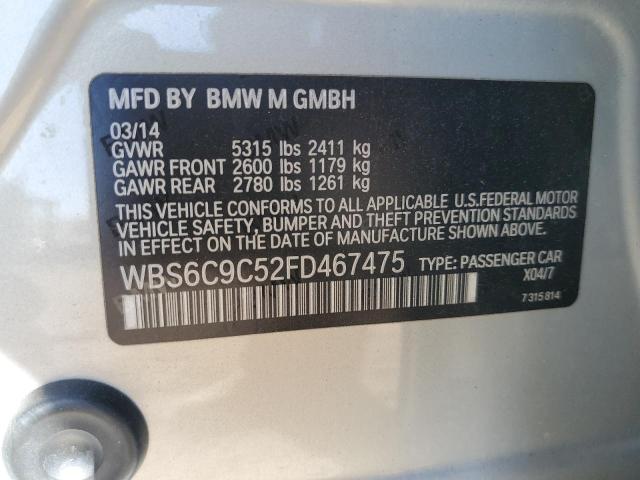 MFD BY BMW M GMBH
03/14
GVWR 5315 lbs 2411 kg
GAWR FRONT 2600 lbs 1179 kg
GAWR REAR 2780 lbs 1261 kg
THIS VEHICLE CONFORMS TO ALL APPLICABLE U.S.FEDERAL MOTOR
VEHICLE SAFETY, BUMPER AND THEFT PREVENTION STANDARDS
IN EFFECT ON THE DATE OF MANUFACTURE SHOWN ABOVE.
WBS6C9C52FD467475 TYPE: PASSENGER CAR
X04/7
7315814